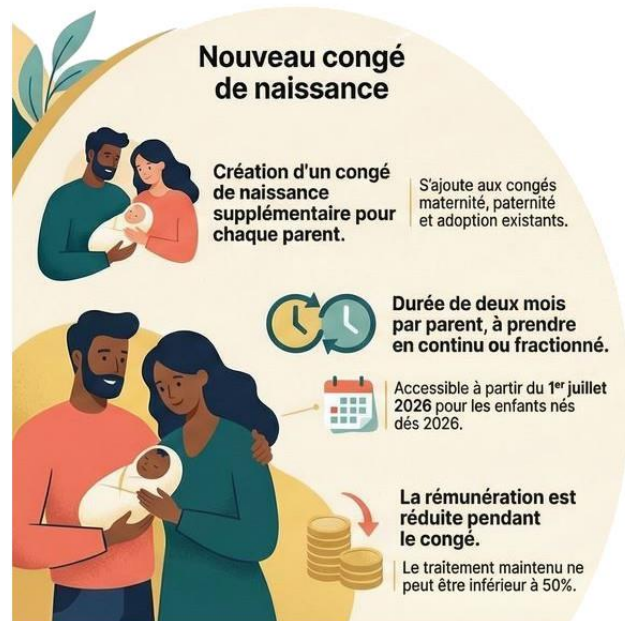 Nouveau congé
de naissance
Création d'un congé
de naissance
supplémentaire pour
chaque parent.
S'ajoute aux congés
maternité, paternité
et adoption existants.
Durée de deux mois
par parent, à prendre
en continu ou fractionné.
Accessible à partir du 1er juillet
2026 pour les enfants nés
dés 2026.
La rémunération est
réduite pendant
le congé.
Le traitement maintenu ne
peut être inférieur à 50%.